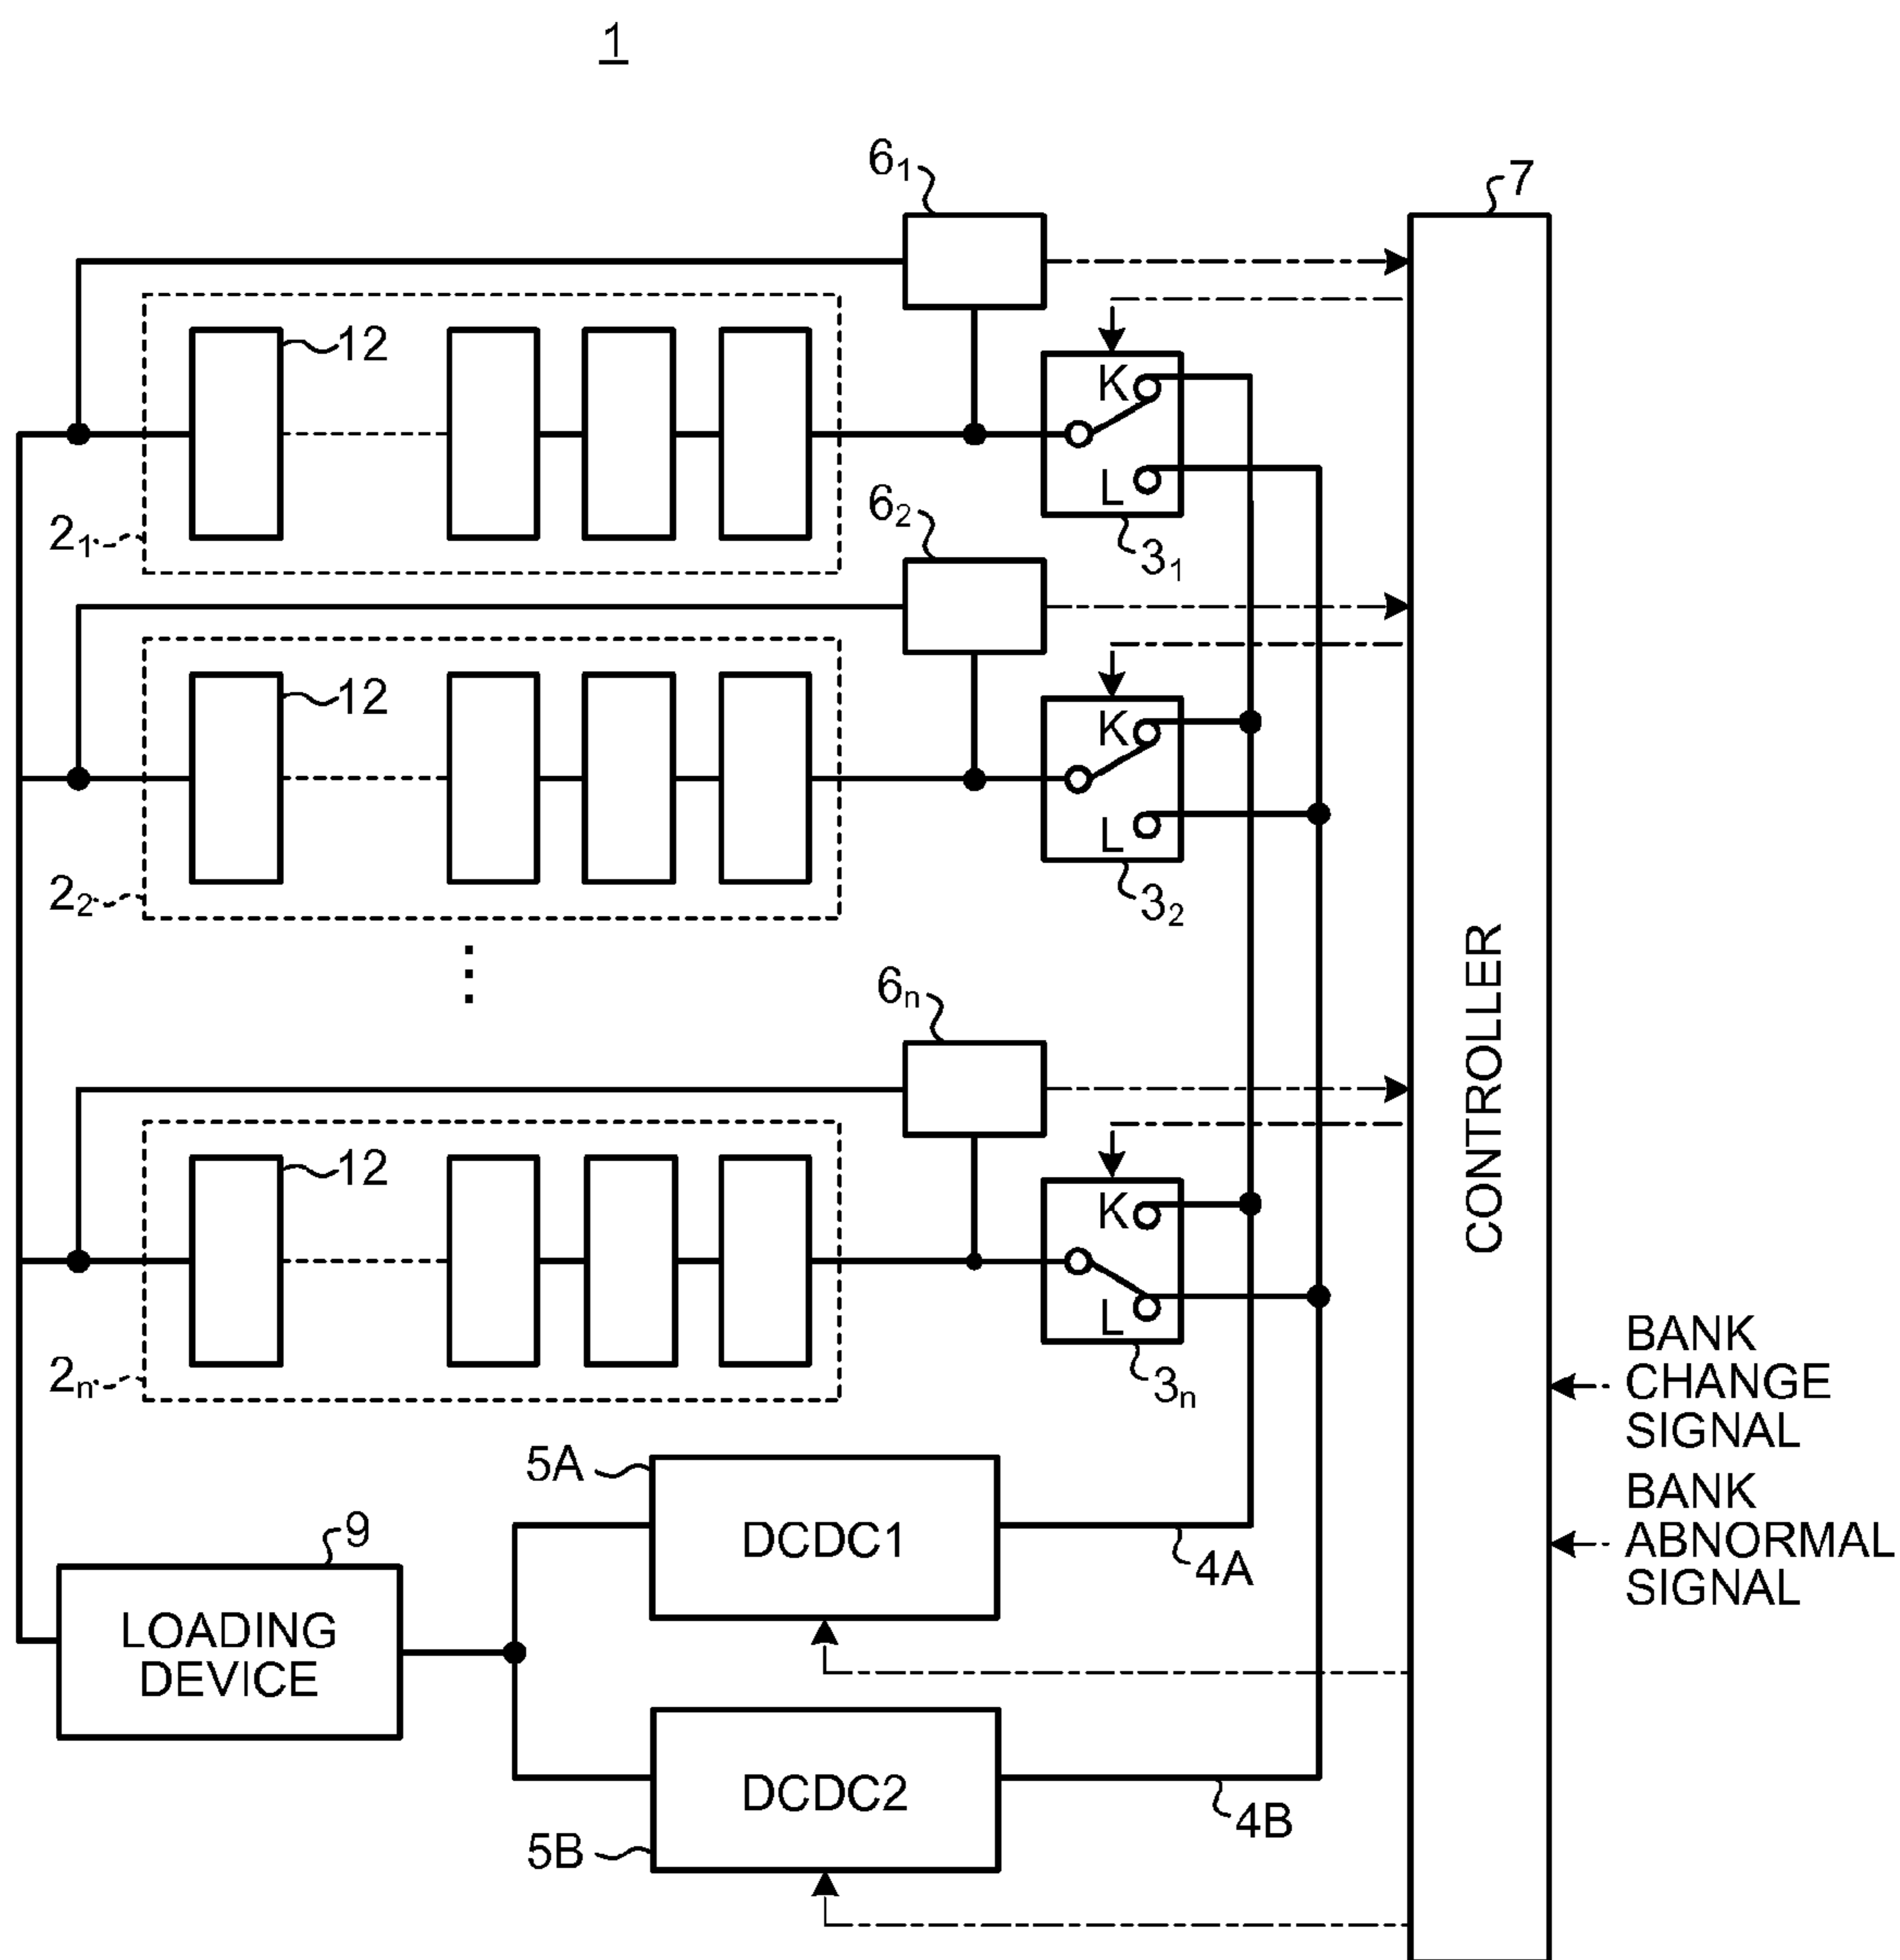 1
6₁
7
12
K
L
2₁
3₁
6₂
12
K
L
2₂
3₂
⋮
6ₙ
12
K
L
2ₙ
3ₙ
CONTROLLER
BANK
CHANGE
SIGNAL
BANK
ABNORMAL
SIGNAL
5A
DCDC1
4A
9
LOADING
DEVICE
DCDC2
4B
5B